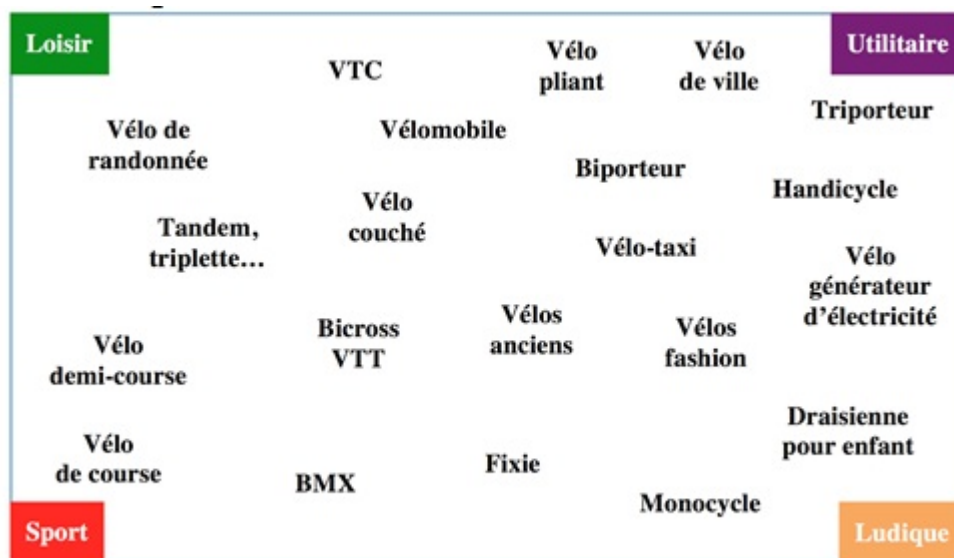 Loisir
Utilitaire
VTC
Vélo
pliant
Vélo
de ville
Triporteur
Vélo de
randonnée
Vélomobile
Biporteur
Handicycle
Tandem,
triplette…
Vélo
couché
Vélo-taxi
Vélo
générateur
d’électricité
Vélo
demi-course
Bicross
VTT
Vélos
anciens
Vélos
fashion
Draisienne
pour enfant
Vélo
de course
BMX
Fixie
Monocycle
Sport
Ludique